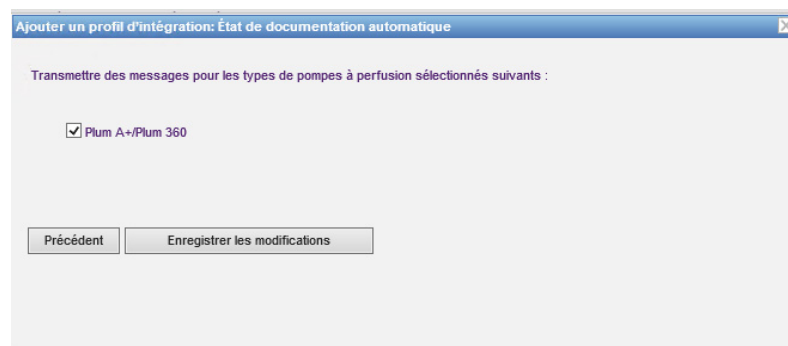 Ajouter un profil d'intégration: État de documentation automatique
Transmettre des messages pour les types de pompes à perfusion sélectionnés suivants :
Plum A+/Plum 360
Précédent
Enregistrer les modifications